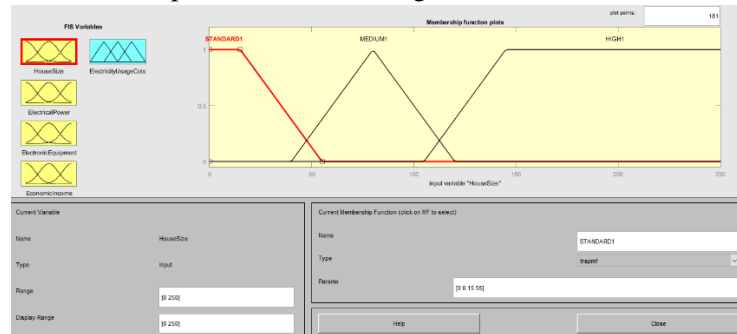 FIS Variables
HouseSize
ElectricityUsageCots
ElectricalPower
ElectronicEquipment
EconomicIncome
Membership function plots
plot points:
181
STANDARD1
MEDIUM1
HIGH1
1
0.5
0
0
50
100
150
200
250
input variable "HouseSize"
Current Variable
Name
HouseSize
Type
input
Range
[0 250]
Display Range
[0 250]
Current Membership Function (click on MF to select)
Name
STANDARD1
Type
trapmf
Params
[0 0 15 55]
Help
Close